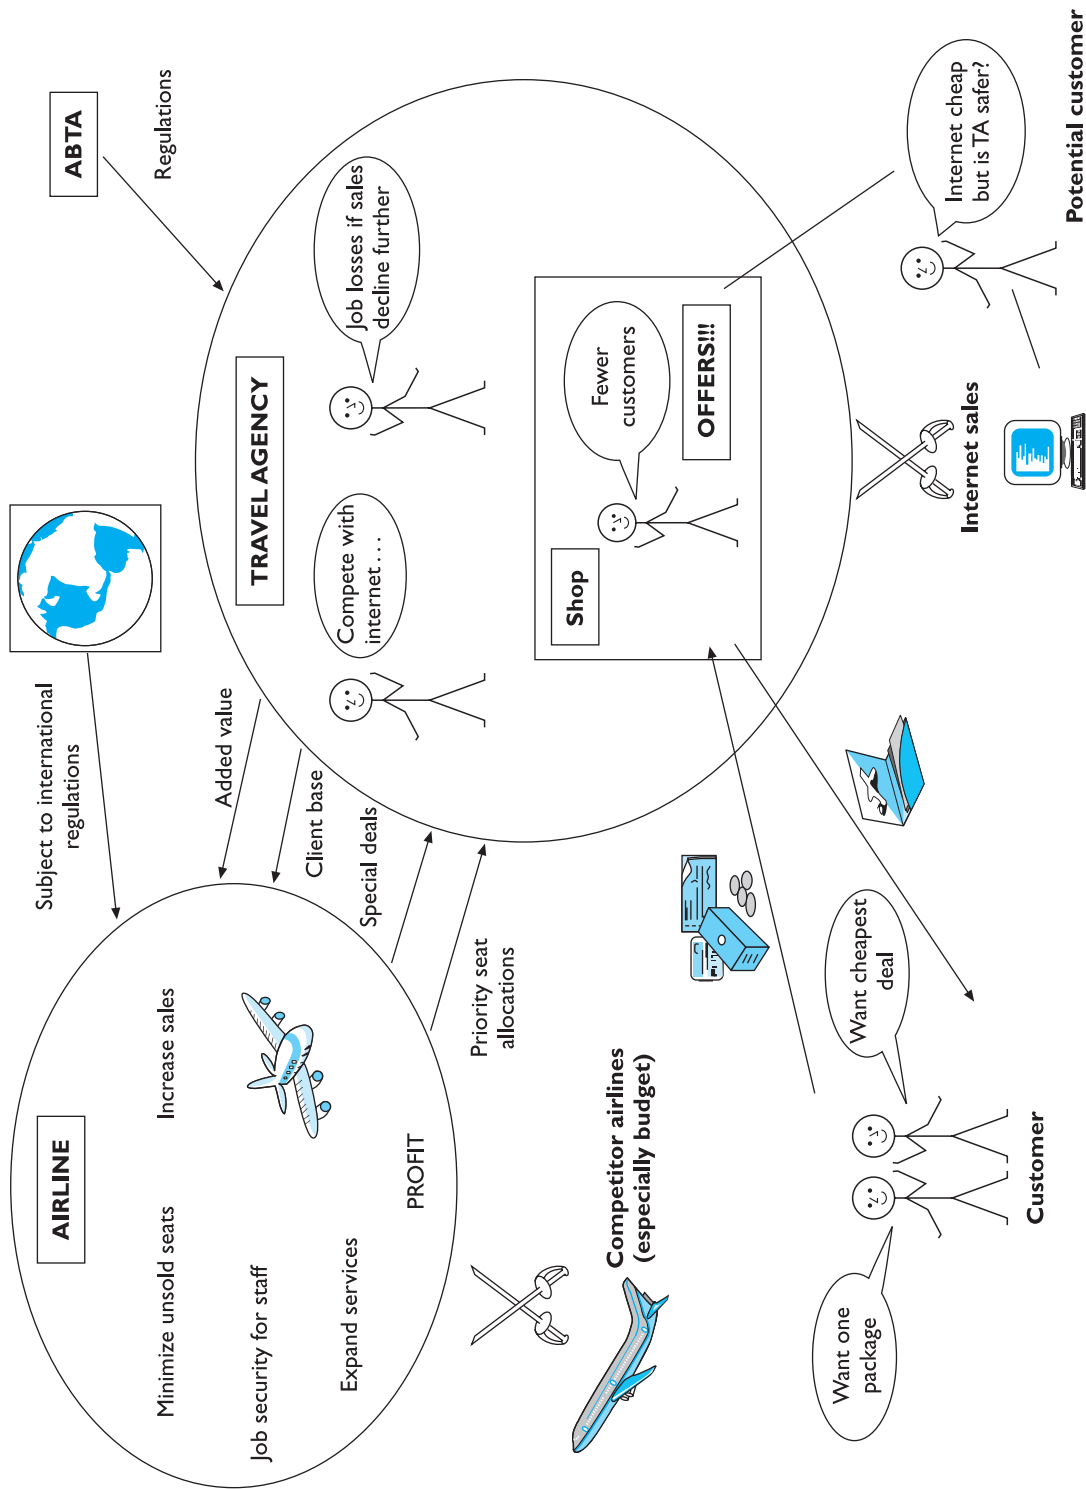 AIRLINE
Minimize unsold seats
Increase sales
Job security for staff
Expand services
PROFIT
Subject to international
regulations
Added value
Client base
Special deals
Priority seat
allocations
ABTA
Regulations
TRAVEL AGENCY
Compete with
internet . . .
Job losses if sales
decline further
Shop
Fewer
customers
OFFERS!!!
Competitor airlines
(especially budget)
Want one
package
Want cheapest
deal
Customer
Internet sales
Internet cheap
but is TA safer?
Potential customer